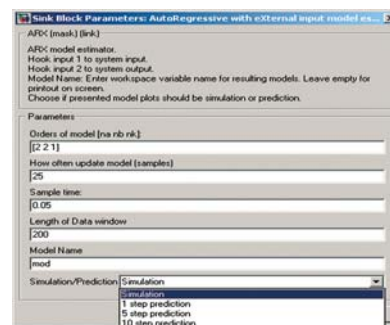 Sink Block Parameters: AutoRegressive with eXternal input model es...
ARX (mask) (link)
ARX model estimator.
Hook input 1 to system input.
Hook input 2 to system output.
Model Name: Enter workspace variable name for resulting models. Leave empty for
printout on screen.
Choose if presented model plots should be simulation or prediction.
Parameters
Orders of model [na nb nk]:
[2 2 1]
How often update model (samples)
25
Sample time:
0.05
Length of Data window
200
Model Name
mod
Simulation/Prediction Simulation
Simulation
1 step prediction
5 step prediction
10 step prediction